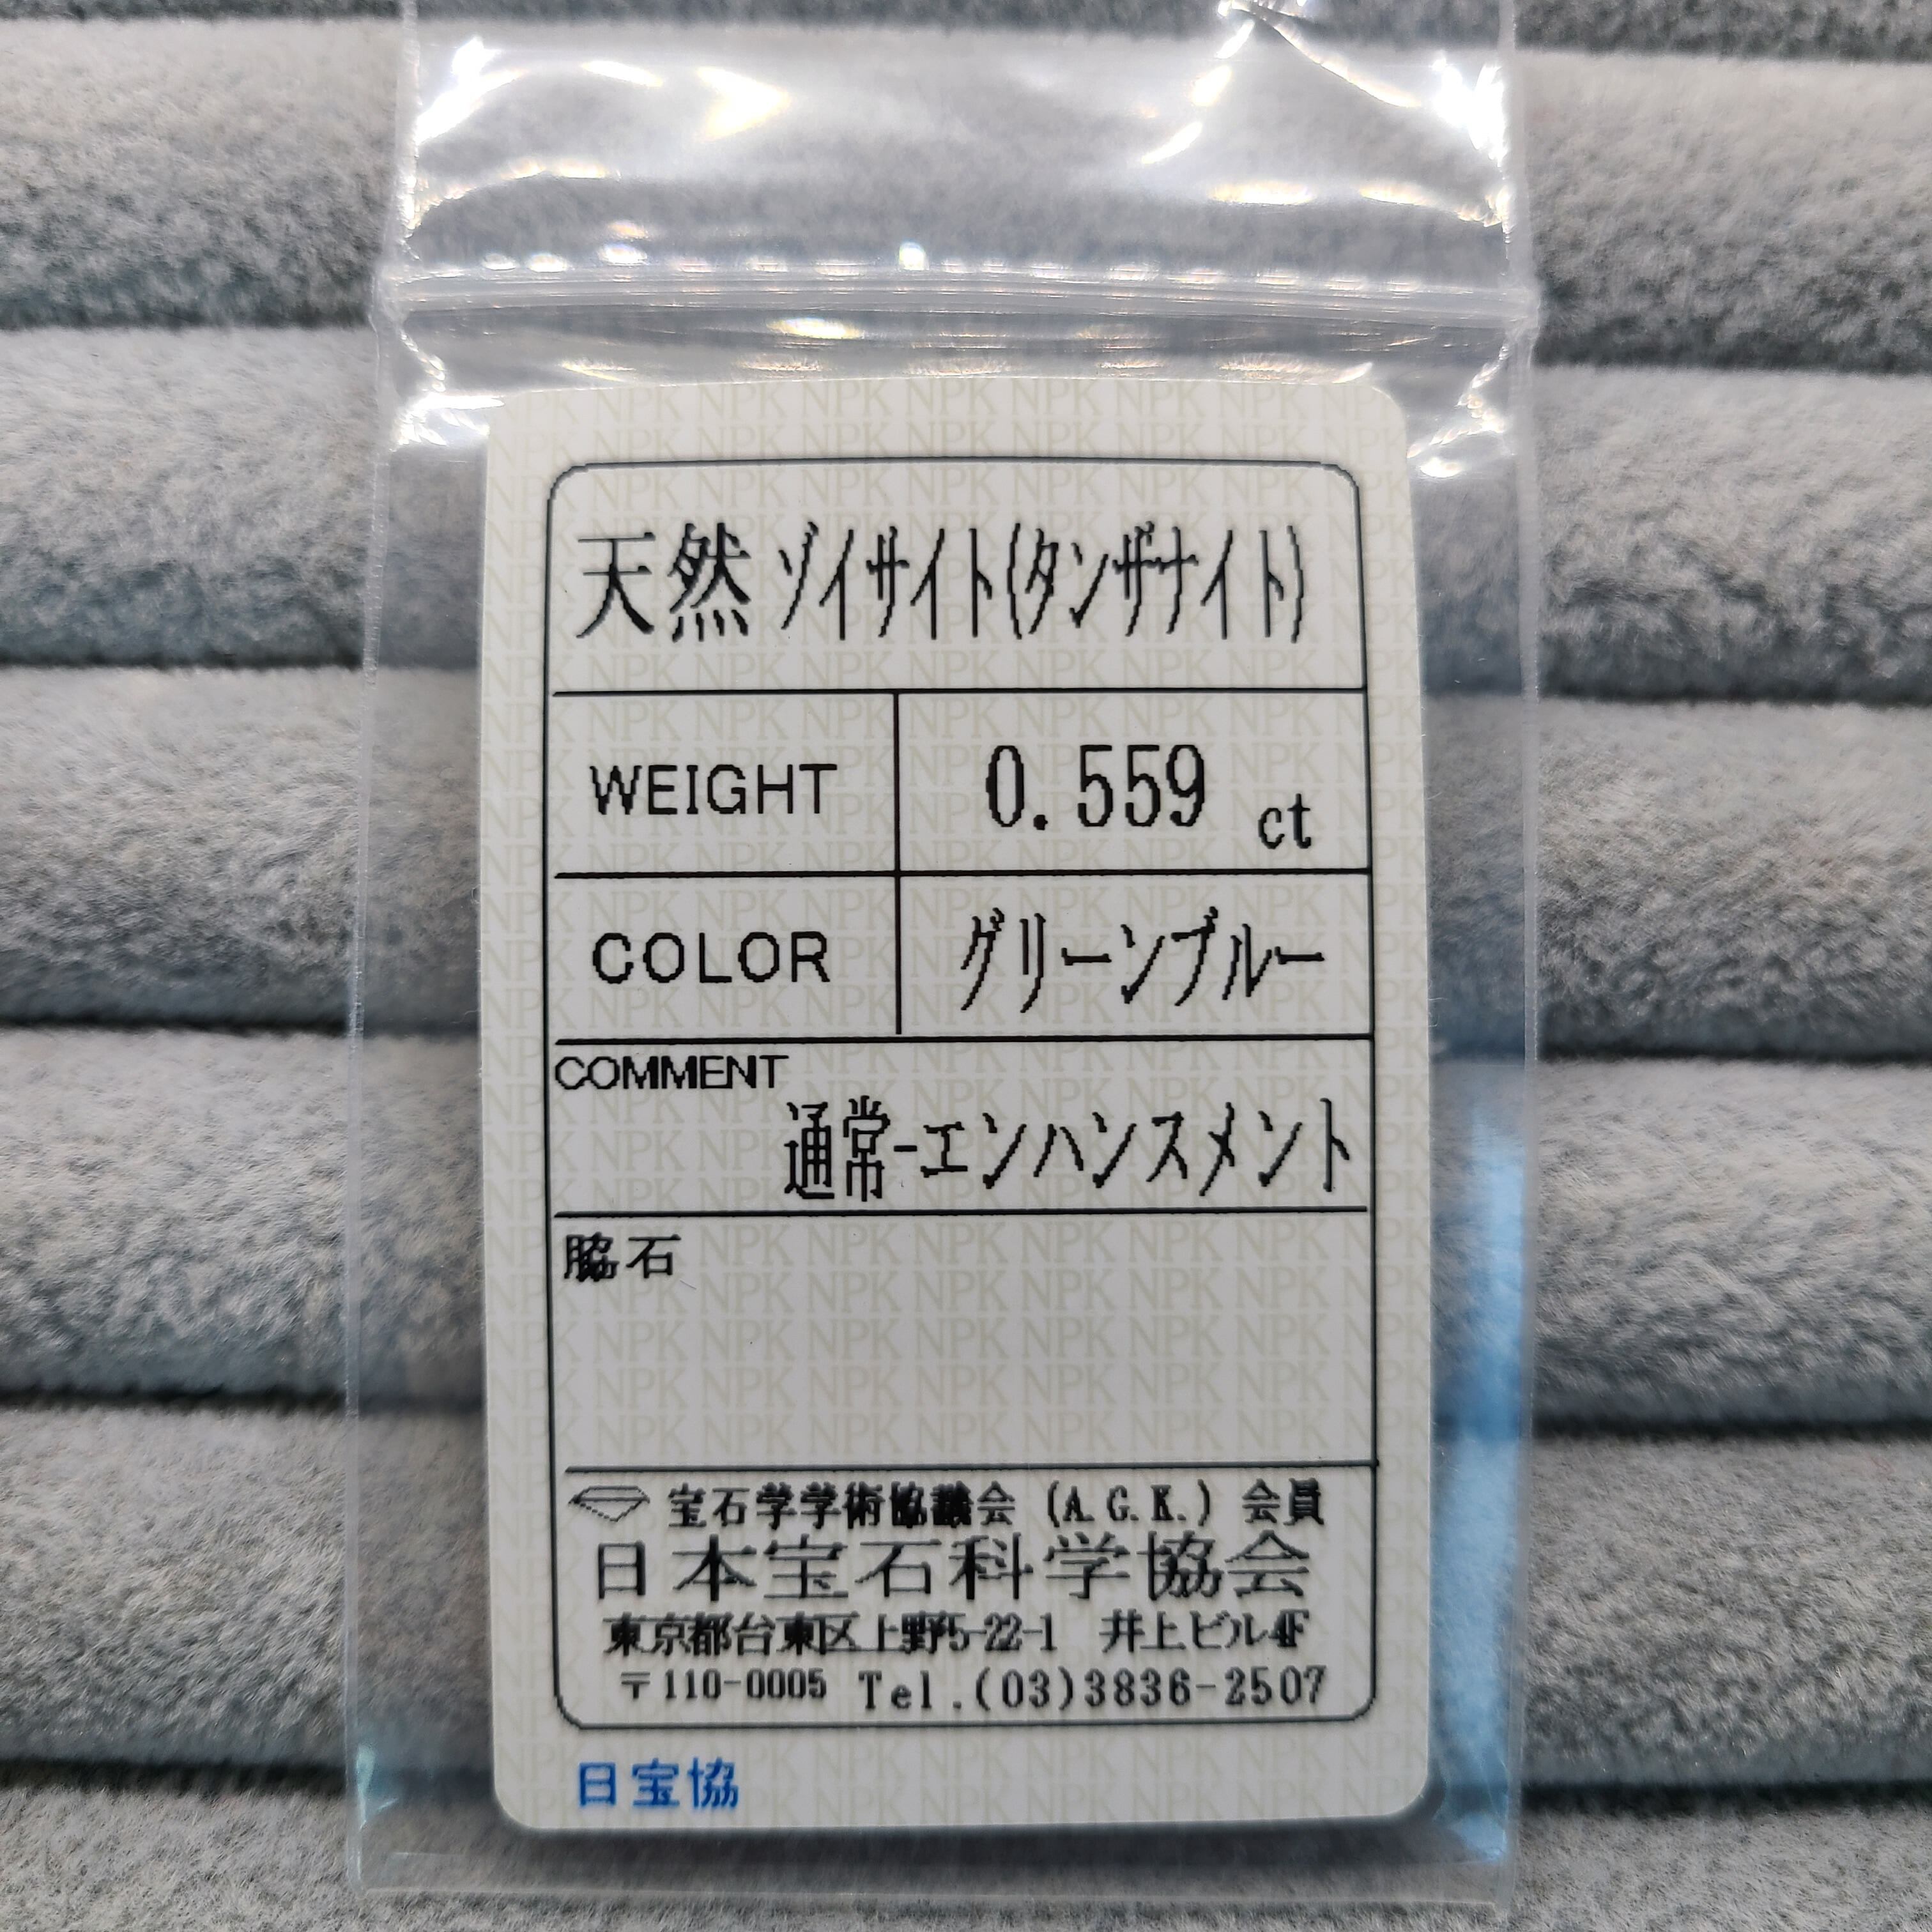 天然 ゾイサイト(タンザナイト)
WEIGHT 0.559 ct
COLOR グリーンブルー
COMMENT
通常-エンハンスメント
脇石
宝石学学術協議会 (A.G.K.) 会員
日本宝石科学協会
東京都台東区上野5-22-1 井上ビル4F
〒110-0005 Tel.(03)3836-2507
日宝協